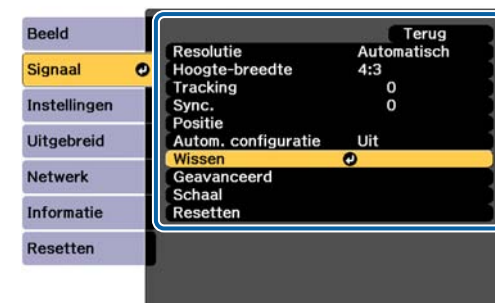 Beeld
Signaal
Instellingen
Uitgebreid
Netwerk
Informatie
Resetten
Terug
Resolutie Automatisch
Hoogte-breedte 4:3
Tracking 0
Sync. 0
Positie
Autom. configuratie Uit
Wissen
Geavanceerd
Schaal
Resetten